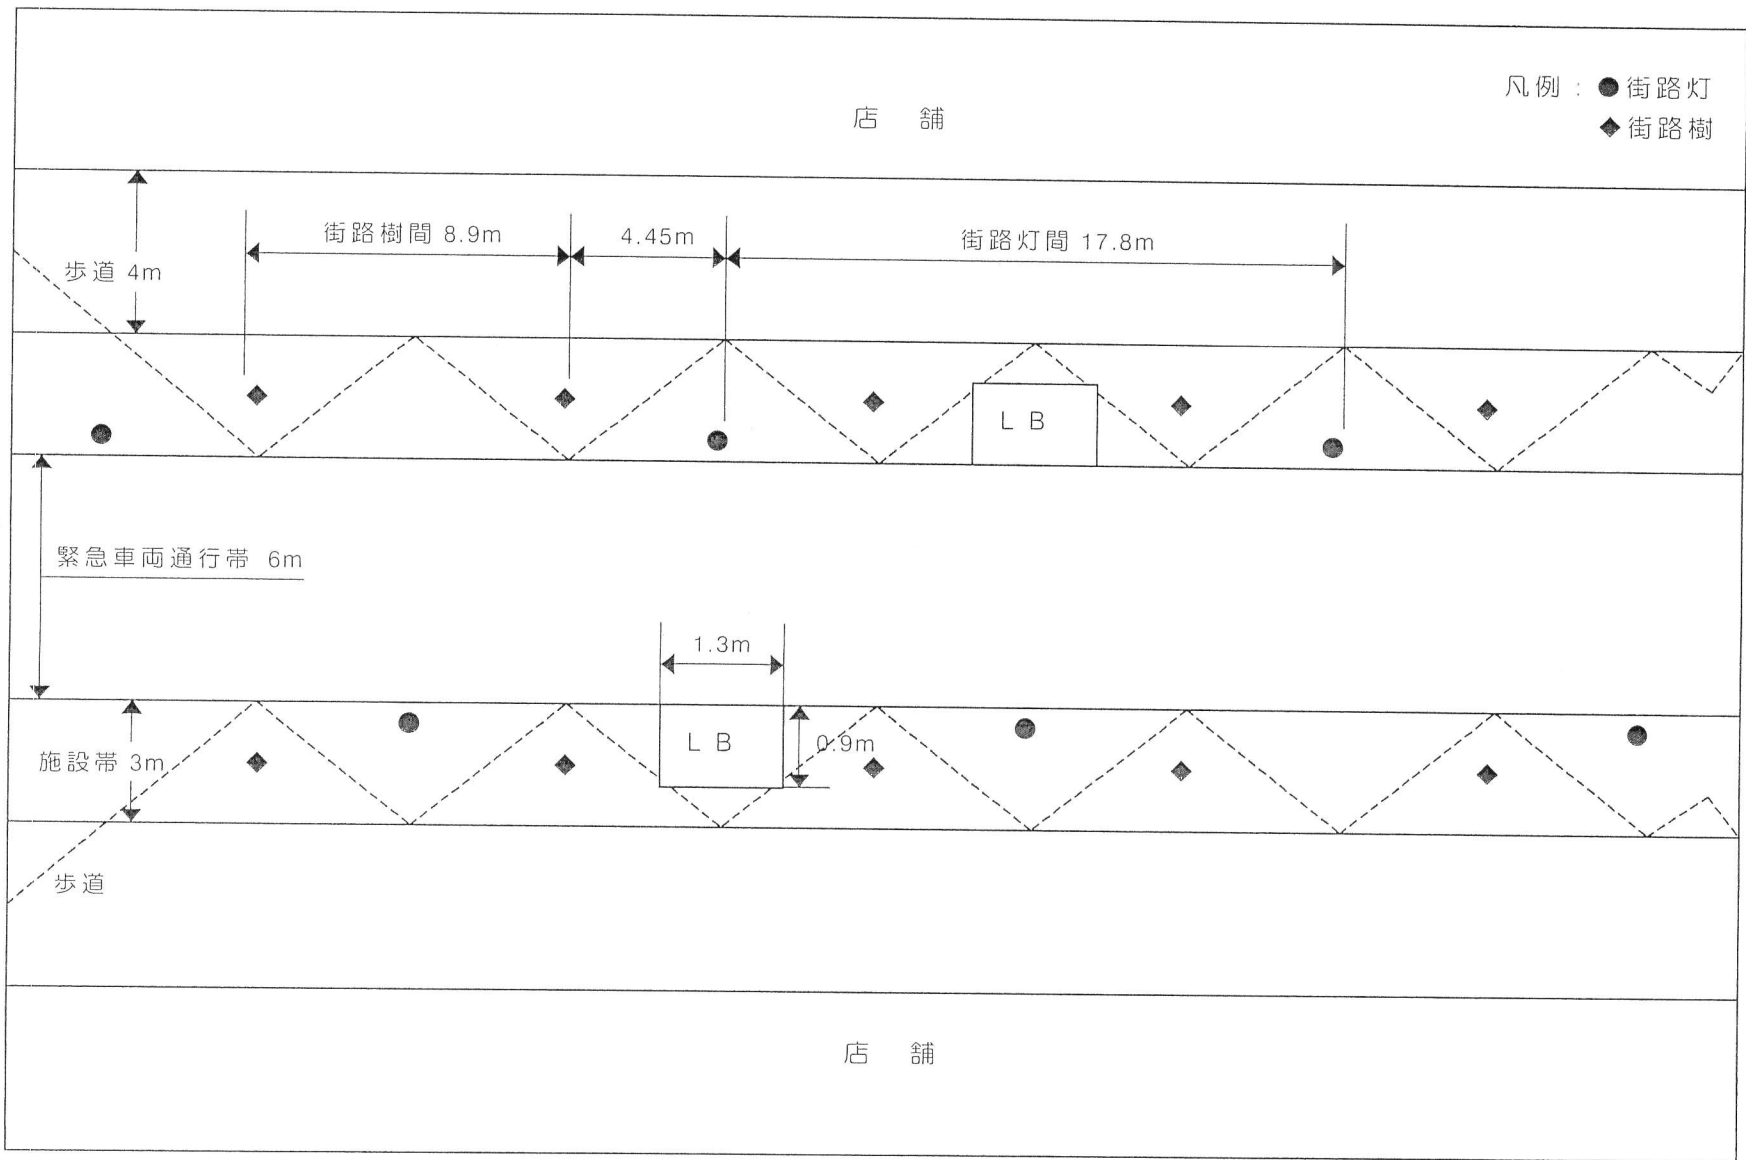 凡例：●街路灯
◆街路樹
店 舗
街路樹間 8.9m
4.45m
街路灯間 17.8m
歩道 4m
L B
緊急車両通行帯 6m
1.3m
L B
0.9m
施設帯 3m
歩道
店 舗